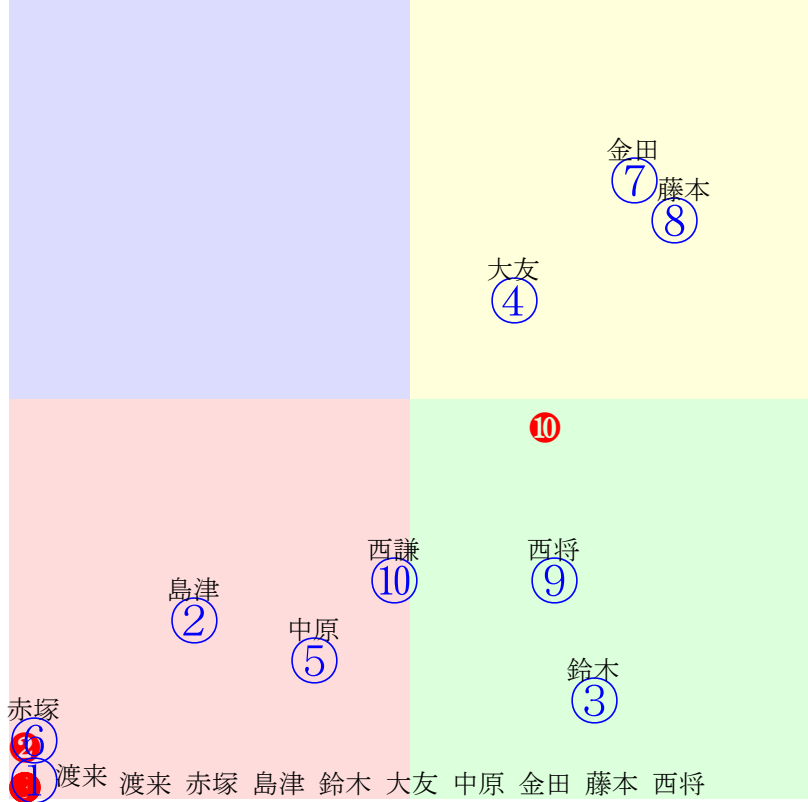 金田
⑦
藤本
⑧
大友
④
❿
西謙
⑩
西将
⑨
島津
②
中原
⑤
鈴木
③
赤塚
⑥
①
渡来
渡来 赤塚 島津 鈴木 大友 中原 金田 藤本 西将